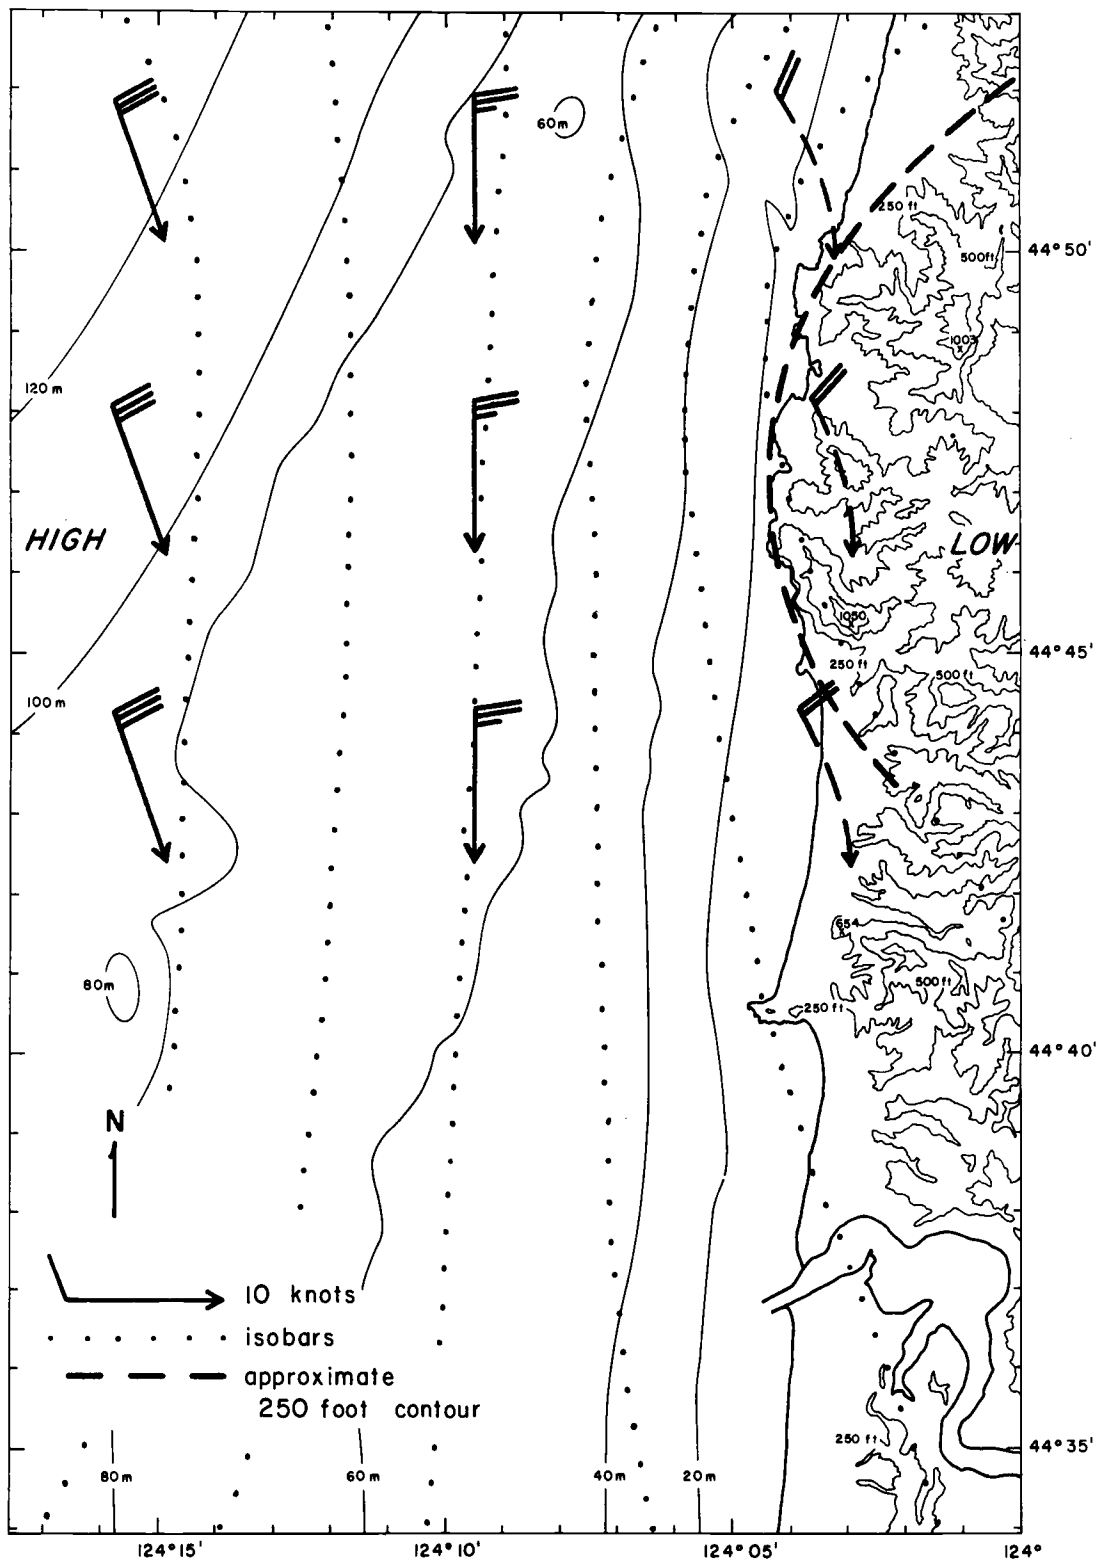 60m
250 ft
44°50'
500ft
1003
x
120 m
HIGH
LOW
1050
x
44°45'
250 ft
500ft
100 m
654
x
80m
500ft
250 ft
44°40'
N
10 knots
isobars
approximate
250 foot contour
250 ft
44°35'
80m
60m
40m
20m
124°15'
124°10'
124°05'
124°